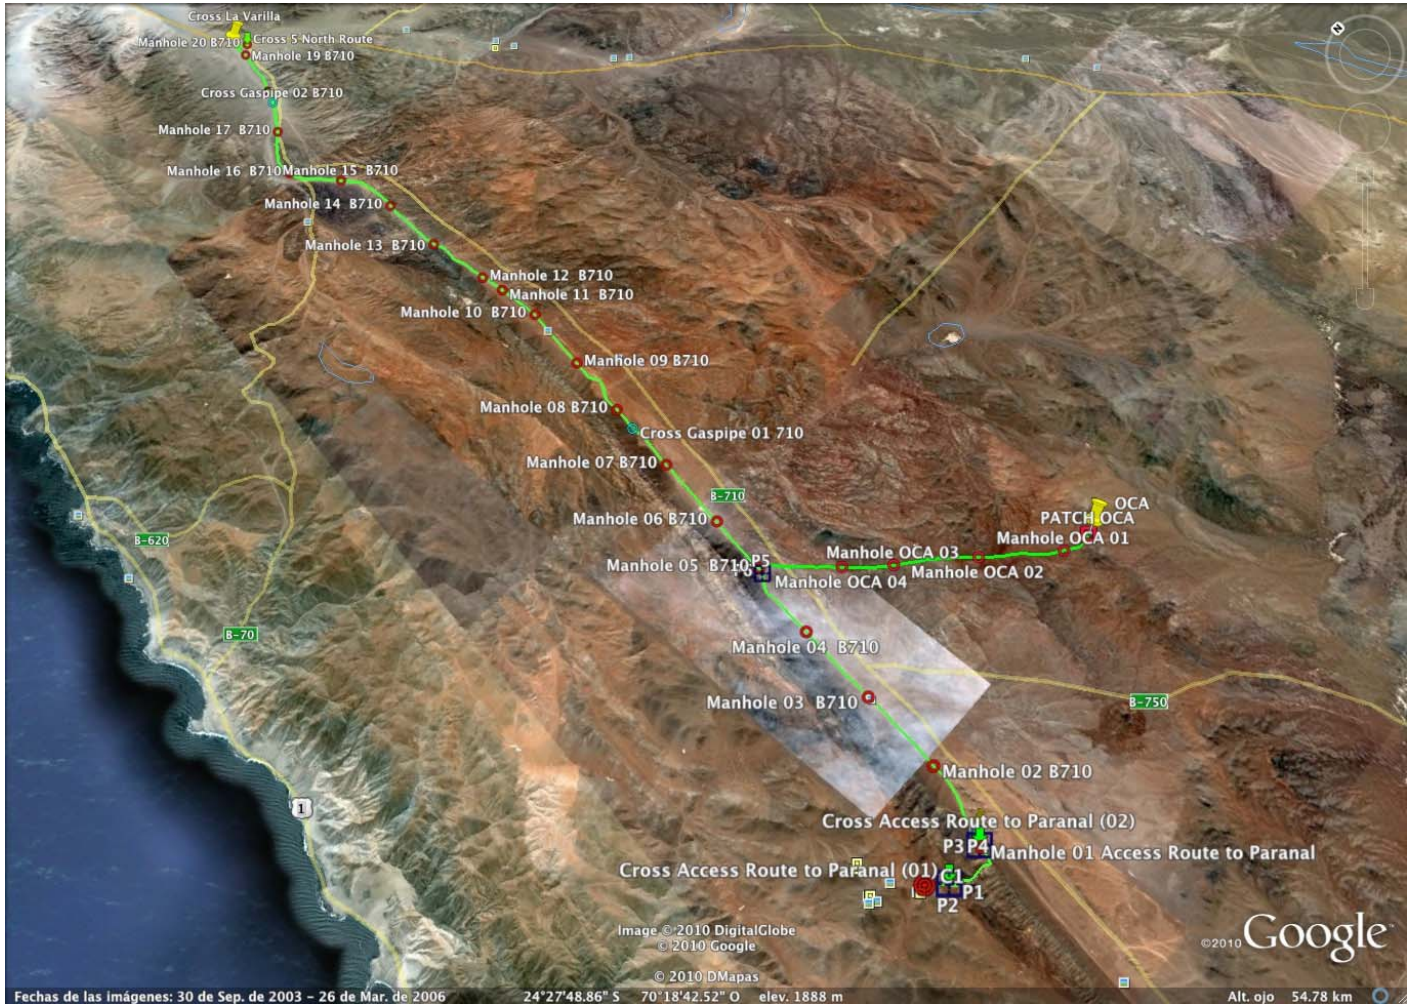 Cross La Varilla
Cross 5 North Route
Manhole 20 B710
Manhole 19 B710
Cross Gaspipe 02 B710
Manhole 17 B710
Manhole 16 B710
Manhole 15 B710
Manhole 14 B710
Manhole 13 B710
Manhole 12 B710
Manhole 11 B710
Manhole 10 B710
Manhole 09 B710
Manhole 08 B710
Cross Gaspipe 01 710
Manhole 07 B710
B-710
OCA
PATCH OCA
Manhole 06 B710
Manhole OCA 01
B-620
Manhole OCA 03
Manhole 05 B710
P5
Manhole OCA 02
Manhole OCA 04
B-70
Manhole 04 B710
B-750
Manhole 03 B710
Manhole 02 B710
1
Cross Access Route to Paranal (02)
P3
P4
Manhole 01 Access Route to Paranal
Cross Access Route to Paranal (01)
C1
P1
P2
Image © 2010 DigitalGlobe
© 2010 Google
© 2010 DMapas
©2010 Google
N
Fechas de las imágenes: 30 de Sep. de 2003 – 26 de Mar. de 2006
24°27'48.86" S 70°18'42.52" O elev. 1888 m
Alt. ojo 54.78 km